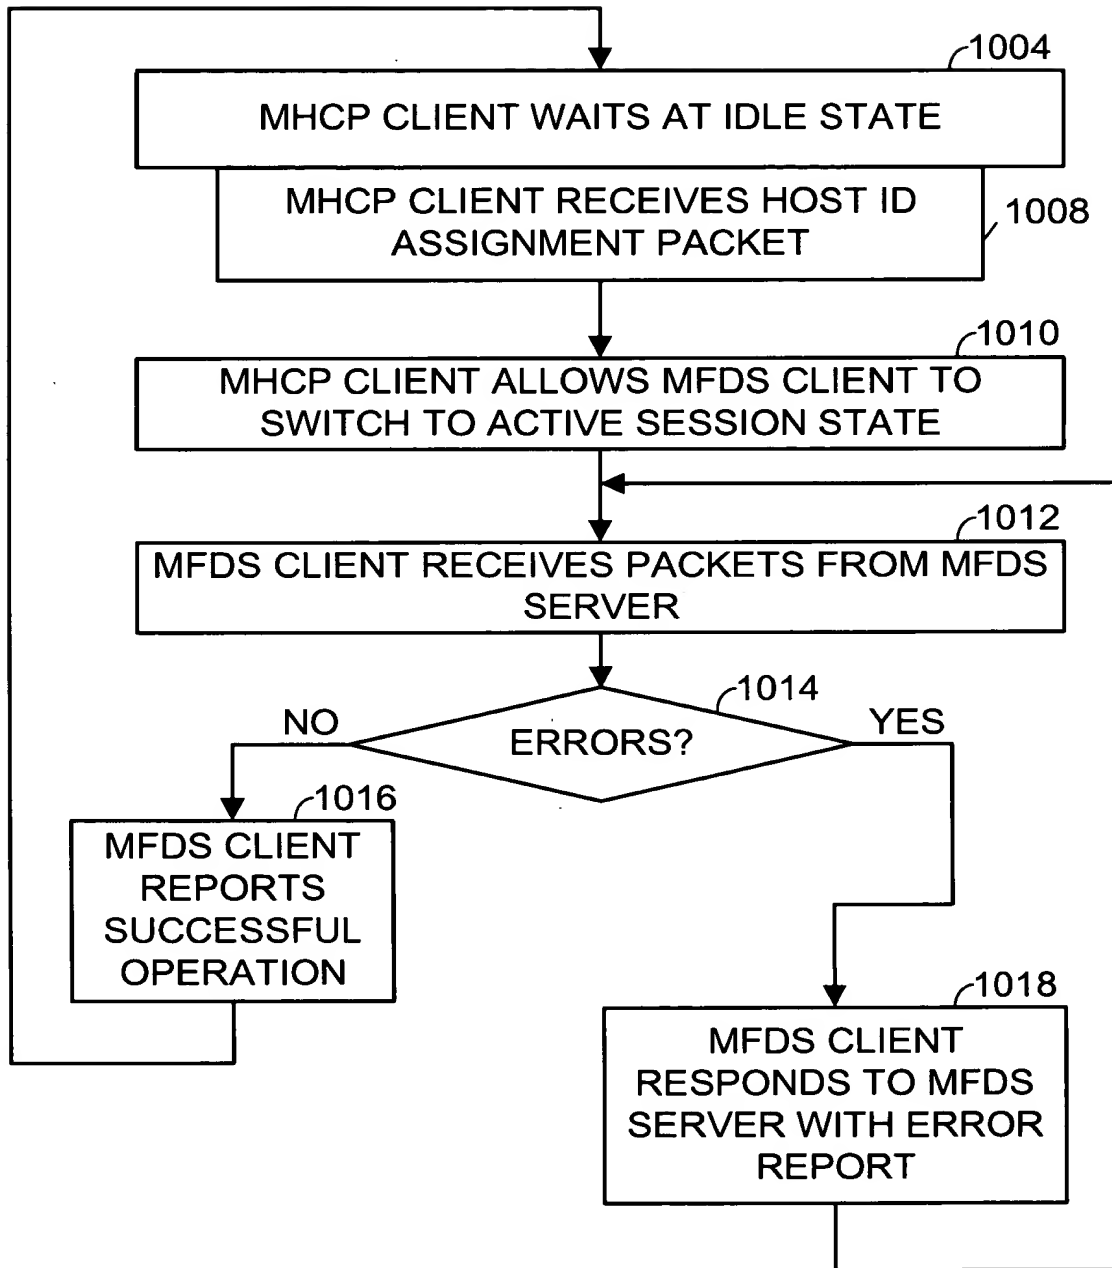 1004
MHCP CLIENT WAITS AT IDLE STATE
MHCP CLIENT RECEIVES HOST ID
ASSIGNMENT PACKET
1008
1010
MHCP CLIENT ALLOWS MFDS CLIENT TO
SWITCH TO ACTIVE SESSION STATE
1012
MFDS CLIENT RECEIVES PACKETS FROM MFDS
SERVER
1014
NO
ERRORS?
YES
1016
MFDS CLIENT
REPORTS
SUCCESSFUL
OPERATION
1018
MFDS CLIENT
RESPONDS TO MFDS
SERVER WITH ERROR
REPORT